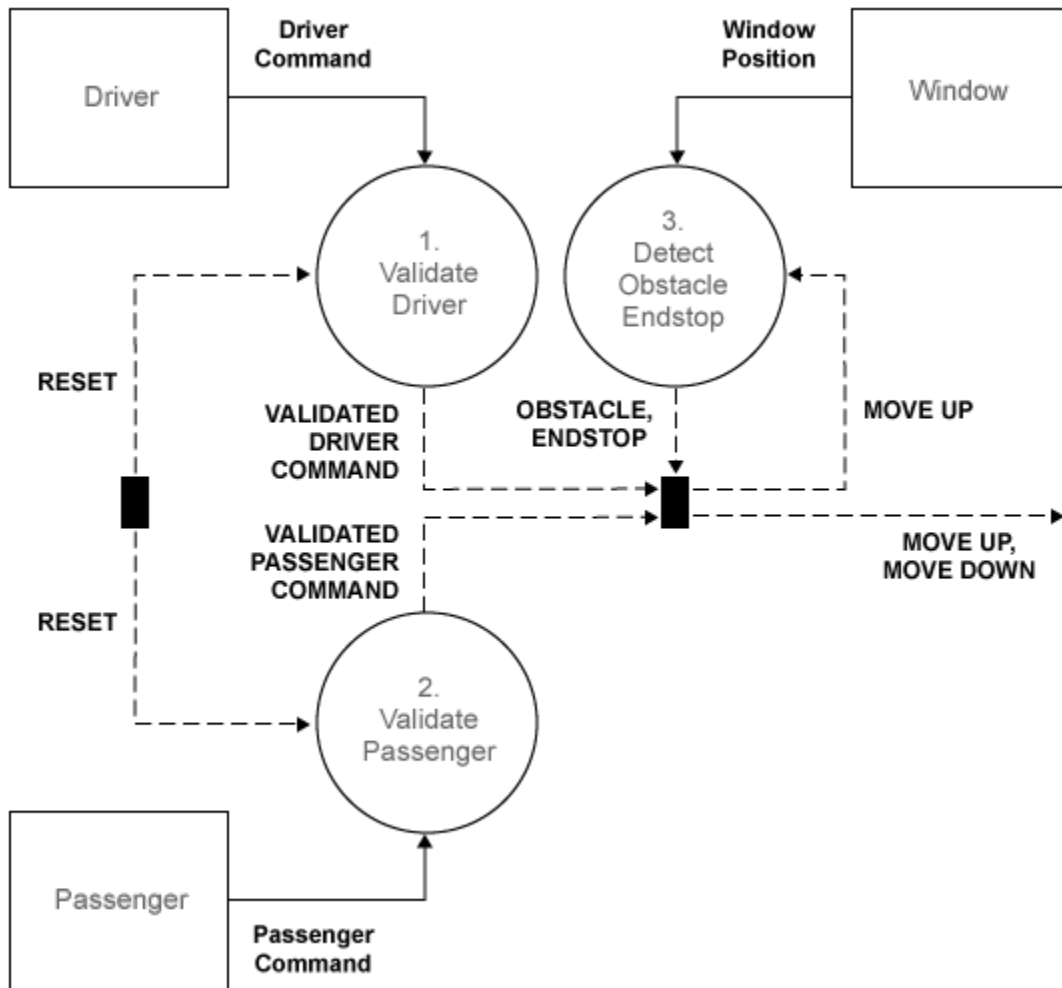 Driver
Driver
Command
Window
Position
Window
1.
Validate
Driver
3.
Detect
Obstacle
Endstop
RESET
VALIDATED
DRIVER
COMMAND
OBSTACLE,
ENDSTOP
MOVE UP
VALIDATED
PASSENGER
COMMAND
MOVE UP,
MOVE DOWN
RESET
2.
Validate
Passenger
Passenger
Passenger
Command